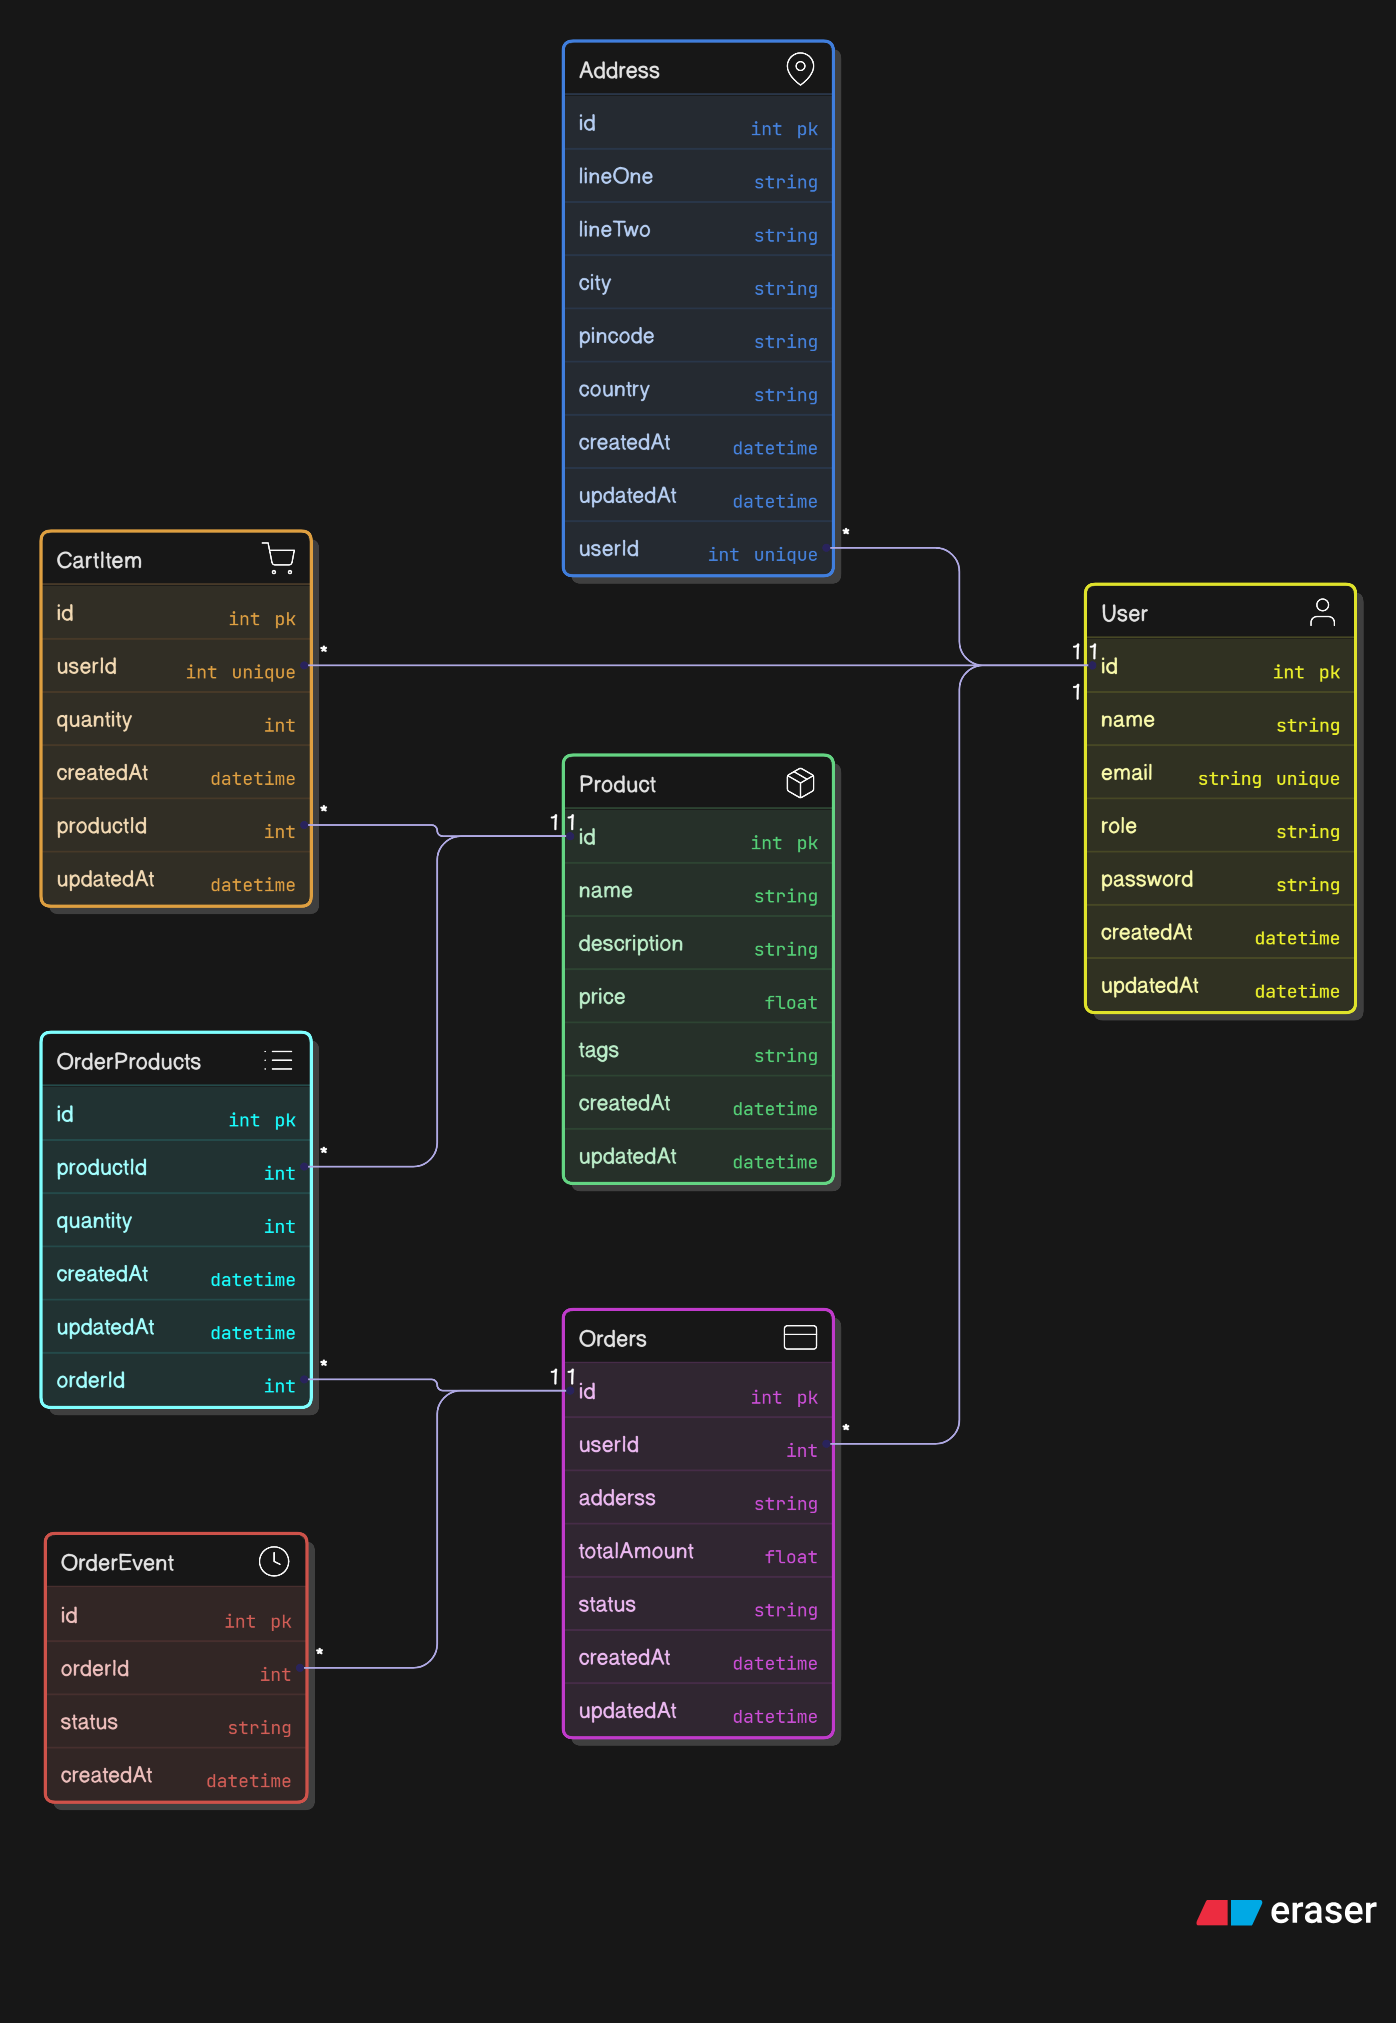 Address
id int pk
lineOne string
lineTwo string
city string
pincode string
country string
createdAt datetime
updatedAt datetime
userId int unique
*
CartItem
id int pk
userId int unique
quantity int
createdAt datetime
productId int
updatedAt datetime
*
*
User
id int pk
name string
email string unique
role string
password string
createdAt datetime
updatedAt datetime
1 1
1
Product
id int pk
name string
description string
price float
tags string
createdAt datetime
updatedAt datetime
1 1
OrderProducts
id int pk
productId int
quantity int
createdAt datetime
updatedAt datetime
orderId int
*
*
Orders
id int pk
userId int
adderss string
totalAmount float
status string
createdAt datetime
updatedAt datetime
1 1
*
OrderEvent
id int pk
orderId int
status string
createdAt datetime
*
eraser